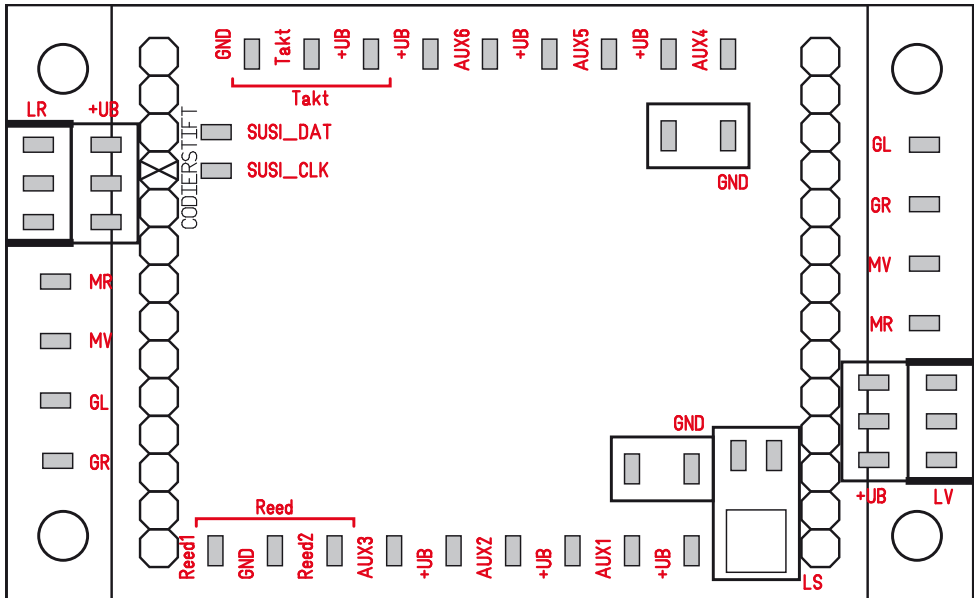 GND Takt +UB +UB AUX6 +UB AUX5 +UB AUX4
Takt
LR +UB
CODIERSTIFT
SUSI_DAT
SUSI_CLK
GND
GL
GR
MV
MR
MR
MV
GL
GR
GND
+UB LV
Reed
Reed1 GND Reed2 AUX3 +UB AUX2 +UB AUX1 +UB
LS